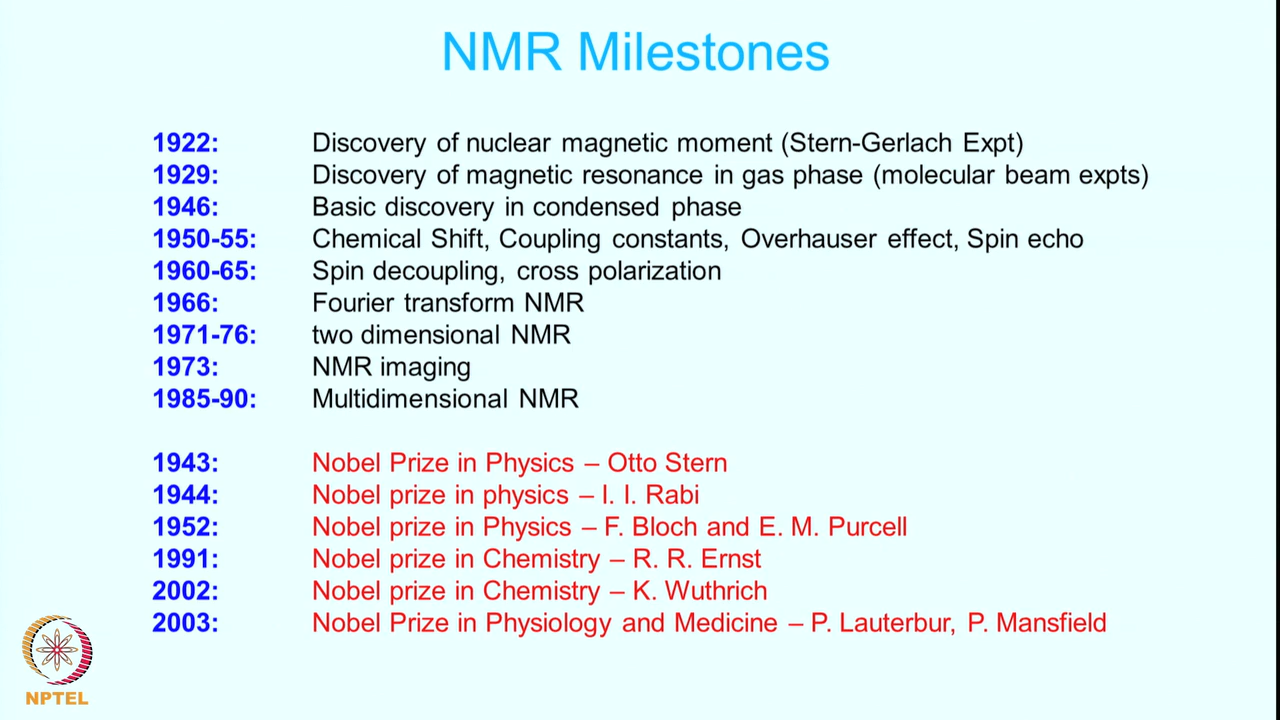 NMR Milestones
1922: Discovery of nuclear magnetic moment (Stern-Gerlach Expt)
1929: Discovery of magnetic resonance in gas phase (molecular beam expts)
1946: Basic discovery in condensed phase
1950-55: Chemical Shift, Coupling constants, Overhauser effect, Spin echo
1960-65: Spin decoupling, cross polarization
1966: Fourier transform NMR
1971-76: two dimensional NMR
1973: NMR imaging
1985-90: Multidimensional NMR
1943: Nobel Prize in Physics – Otto Stern
1944: Nobel prize in physics – I. I. Rabi
1952: Nobel prize in Physics – F. Bloch and E. M. Purcell
1991: Nobel prize in Chemistry – R. R. Ernst
2002: Nobel prize in Chemistry – K. Wuthrich
2003: Nobel Prize in Physiology and Medicine – P. Lauterbur, P. Mansfield
NPTEL